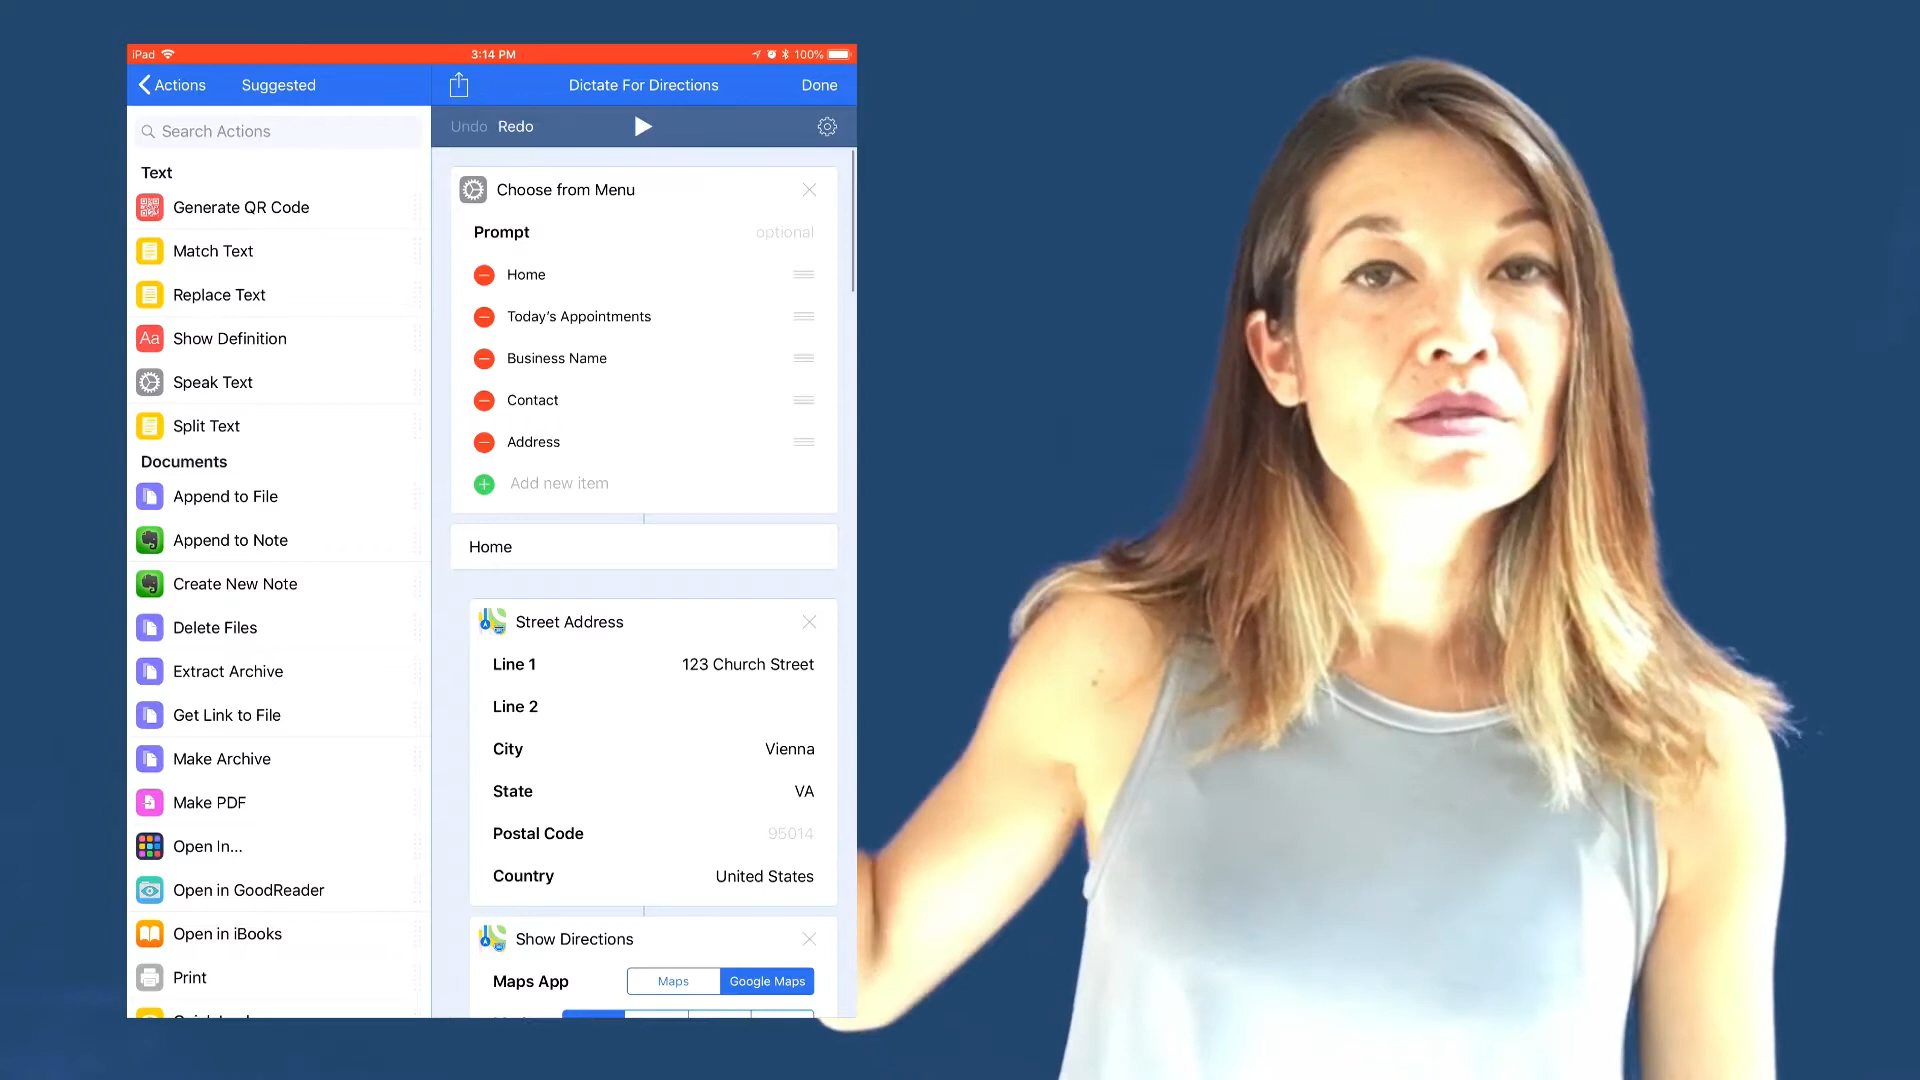 iPad
3:14 PM
100%
Actions
Suggested
Dictate For Directions
Done
Search Actions
Undo
Redo
Text
Generate QR Code
Match Text
Replace Text
Aa
Show Definition
Speak Text
Split Text
Documents
Append to File
Append to Note
Create New Note
Delete Files
Extract Archive
Get Link to File
Make Archive
Make PDF
Open In...
Open in GoodReader
Open in iBooks
Print
Choose from Menu
Prompt
optional
Home
Today's Appointments
Business Name
Contact
Address
Add new item
Home
Street Address
Line 1
123 Church Street
Line 2
City
Vienna
State
VA
Postal Code
95014
Country
United States
Show Directions
Maps App
Maps
Google Maps